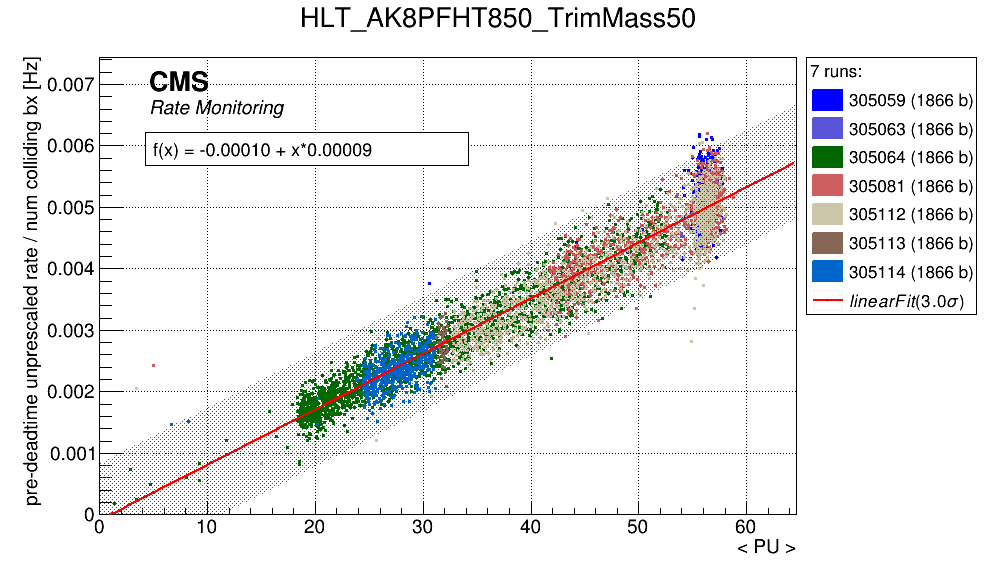 HLT_AK8PFHT850_TrimMass50
pre-deadtime unprescaled rate / num colliding bx [Hz]
0.007
0.006
0.005
0.004
0.003
0.002
0.001
0
CMS
Rate Monitoring
f(x) = -0.00010 + x*0.00009
0 10 20 30 40 50 60
< PU >
7 runs:
305059 (1866 b)
305063 (1866 b)
305064 (1866 b)
305081 (1866 b)
305112 (1866 b)
305113 (1866 b)
305114 (1866 b)
linearFit(3.0σ)